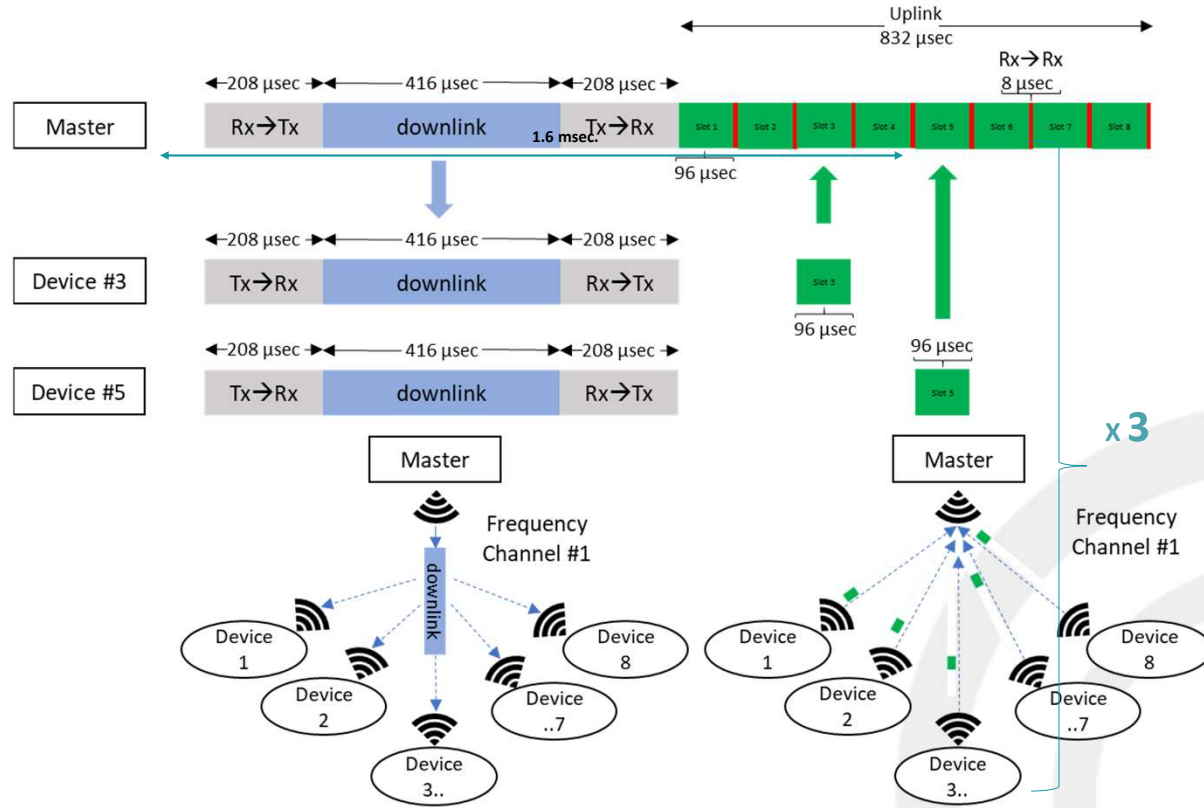 Uplink
832 µsec
208 µsec
416 µsec
208 µsec
Rx→Rx
8 µsec
Master
Rx→Tx
downlink
Tx→Rx
Slot 1
Slot 2
Slot 3
Slot 4
Slot 5
Slot 6
Slot 7
Slot 8
1.6 msec.
96 µsec
208 µsec
416 µsec
208 µsec
Device #3
Tx→Rx
downlink
Rx→Tx
Slot 3
96 µsec
208 µsec
416 µsec
208 µsec
96 µsec
Device #5
Tx→Rx
downlink
Rx→Tx
Slot 5
x 3
Master
Frequency
Channel #1
downlink
Device
1
Device
2
Device
3..
Device
..7
Device
8
Master
Frequency
Channel #1
Device
1
Device
2
Device
3..
Device
..7
Device
8